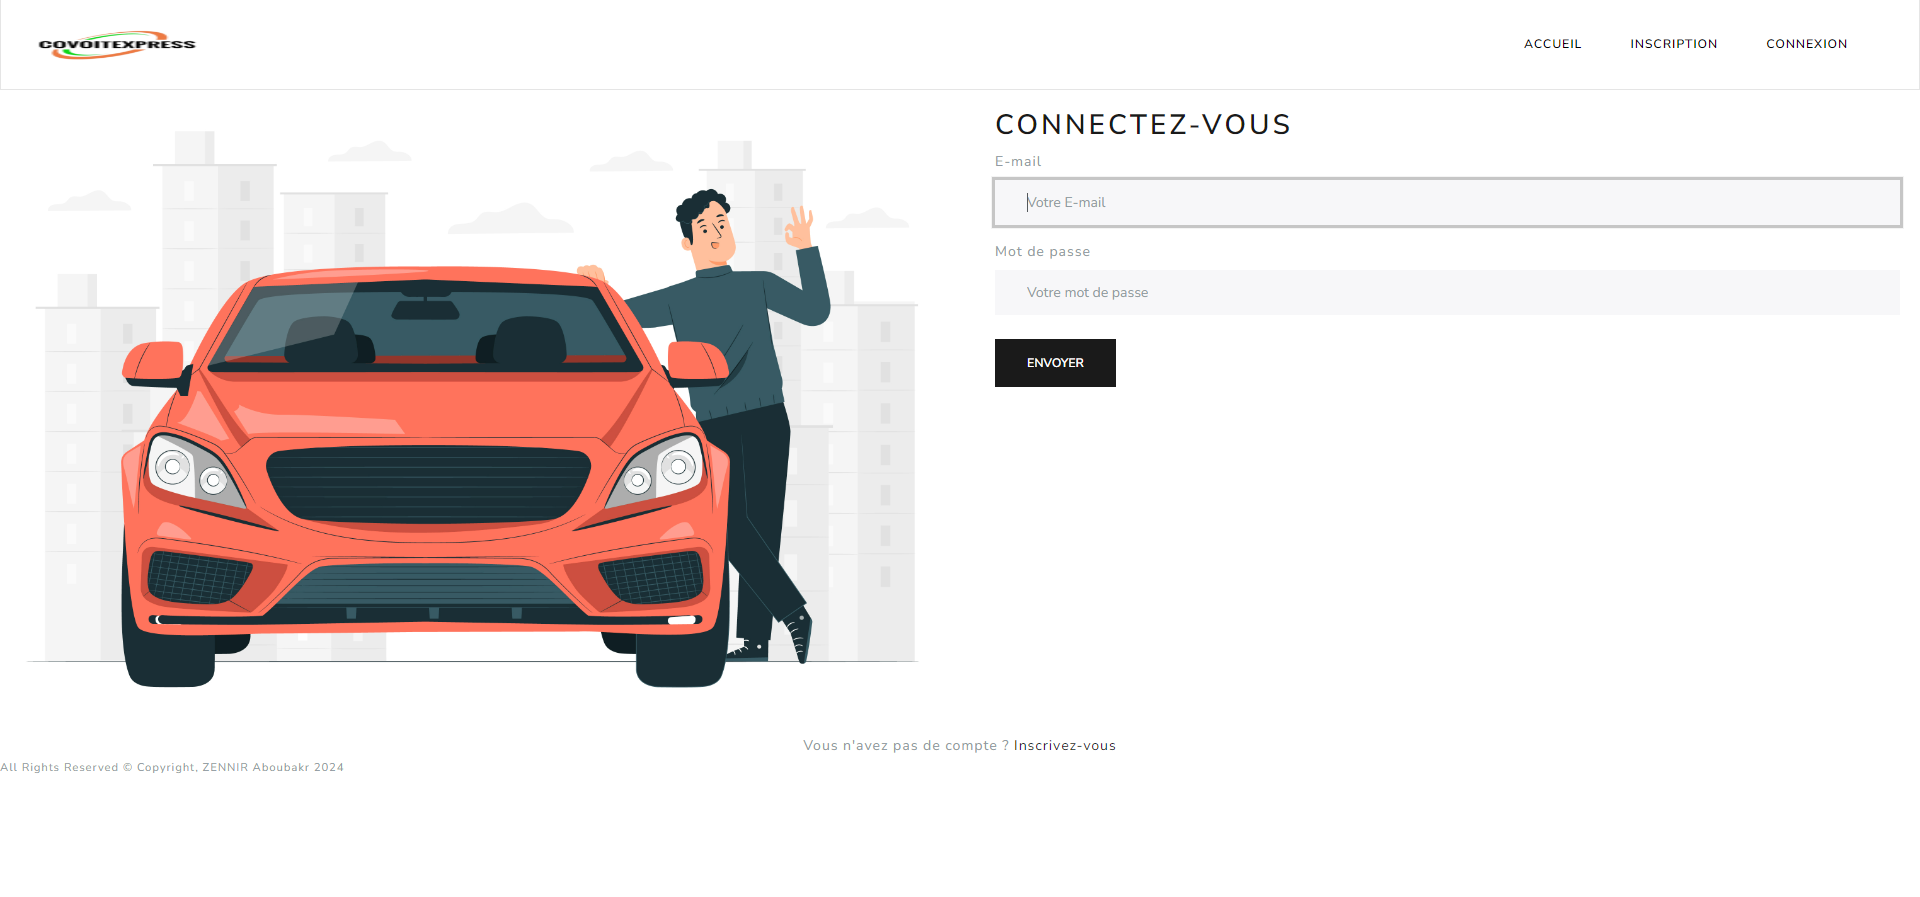 COVOITEXPRESS
ACCUEIL INSCRIPTION CONNEXION
CONNECTEZ-VOUS
E-mail
Votre E-mail
Mot de passe
Votre mot de passe
ENVOYER
Vous n'avez pas de compte ? Inscrivez-vous
All Rights Reserved © Copyright, ZENNIR Aboubakr 2024